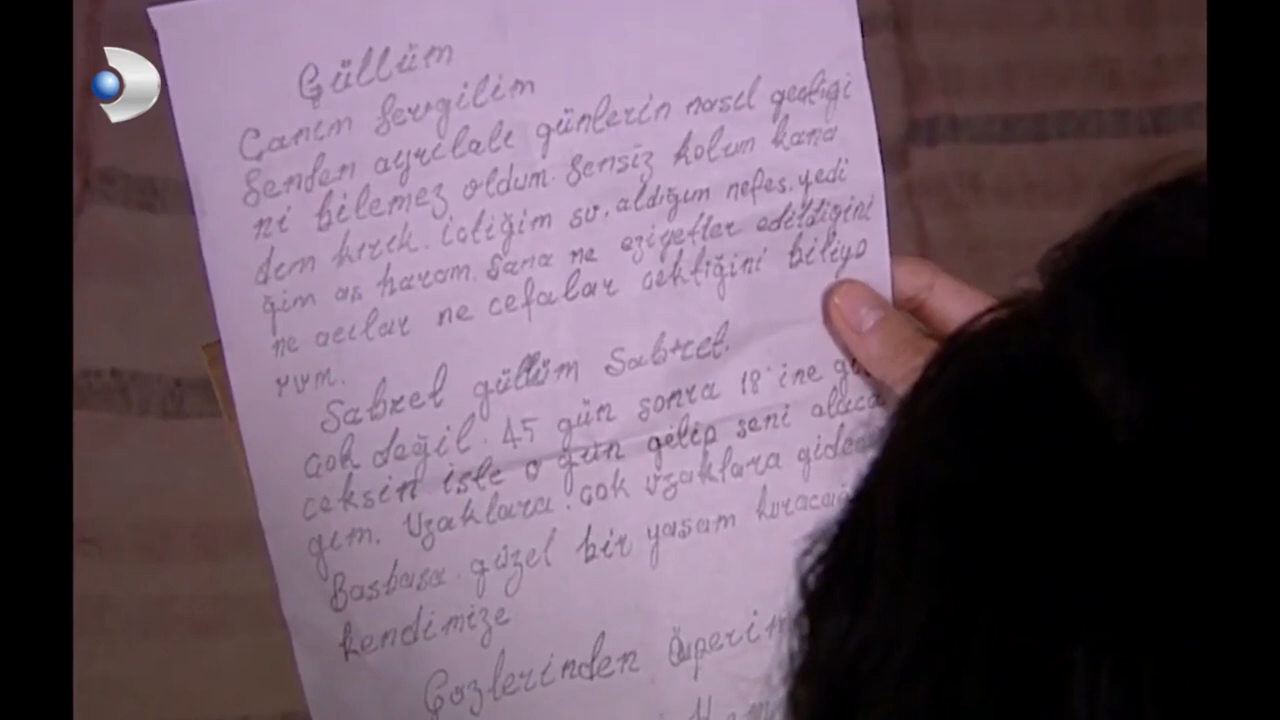 Güllüm
Canım Sevgilim
Senden ayrılalı günlerin nasıl geçtiği
ni bilemez oldum. Sensiz kolum kana
dım kırık. içtiğim su. aldığım nefes. yedi
ğim aş haram. Sana ne eziyetler edildiğini
ne acılar ne cefalar cektiğini biliyo
rum.
Sabret güllüm Sabret.
çok değil. 45 gün sonra 18'ine
ceksin işte o gün gelip seni alaca
ğım. Uzaklara. çok uzaklara gide
Başbaşa. güzel bir yaşam kuracağ
kendimize
Gözlerinden Öperim